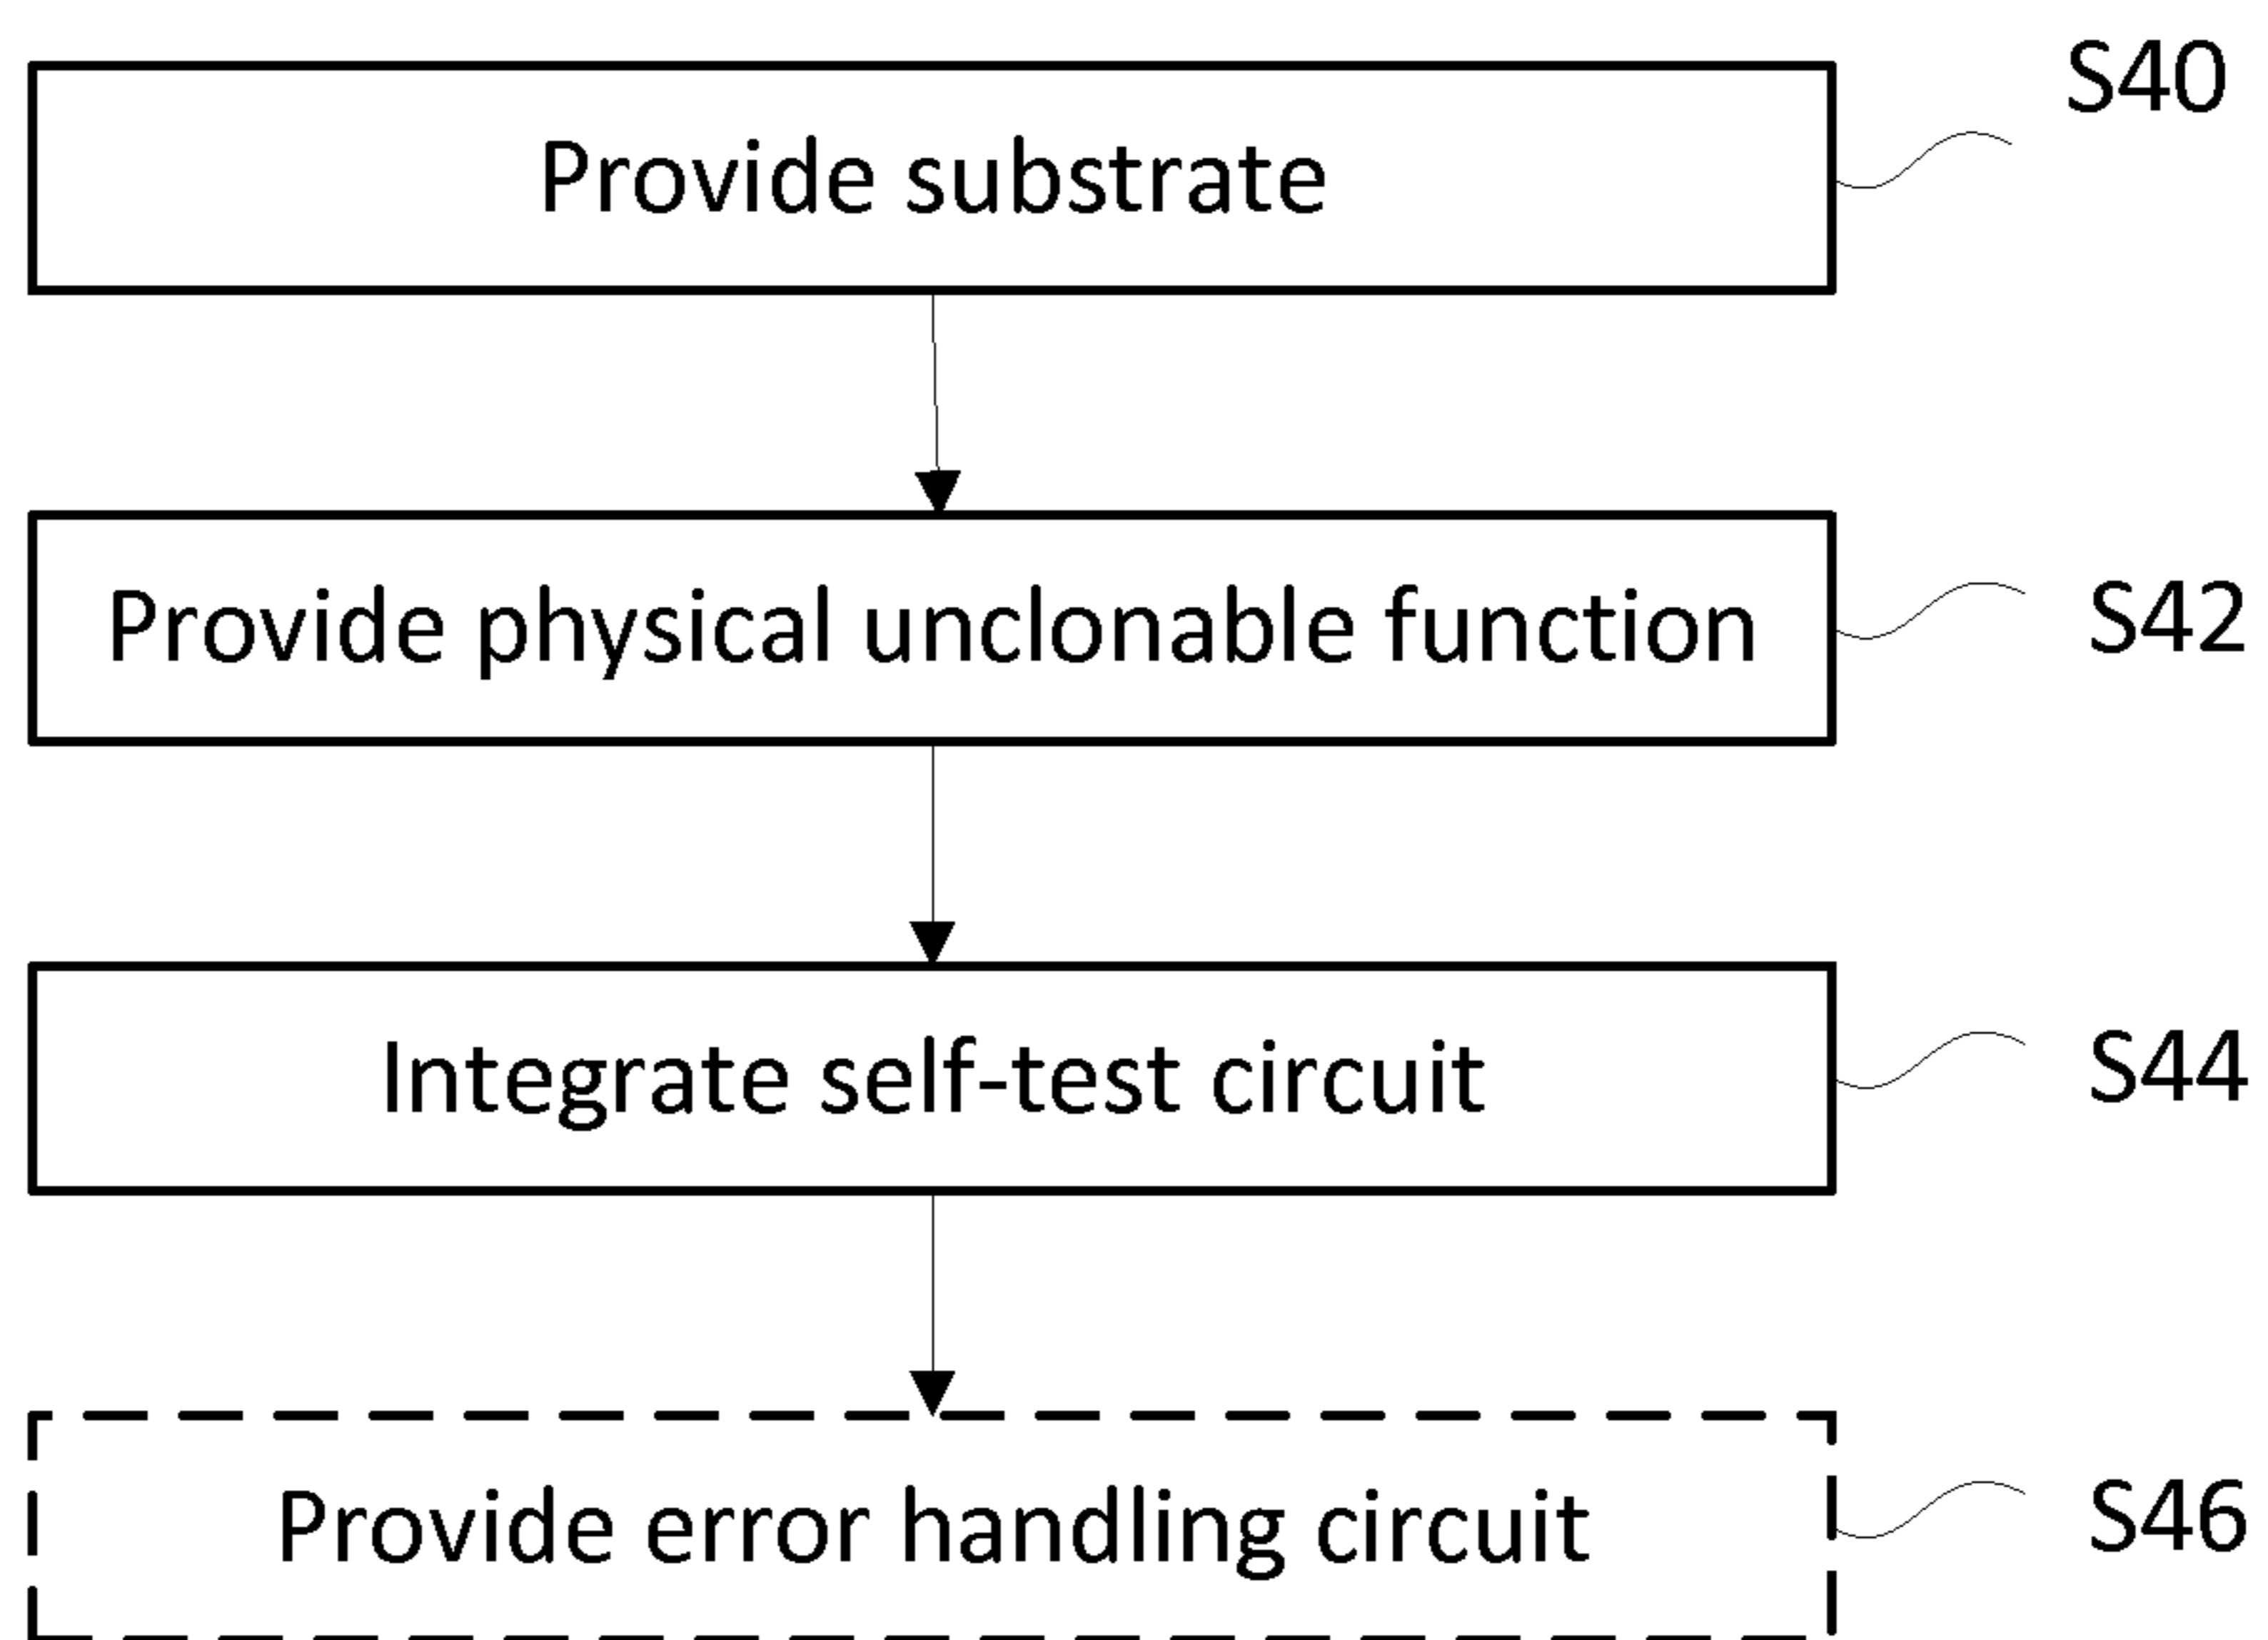 S40
Provide substrate
Provide physical unclonable function
S42
Integrate self-test circuit
S44
Provide error handling circuit
S46